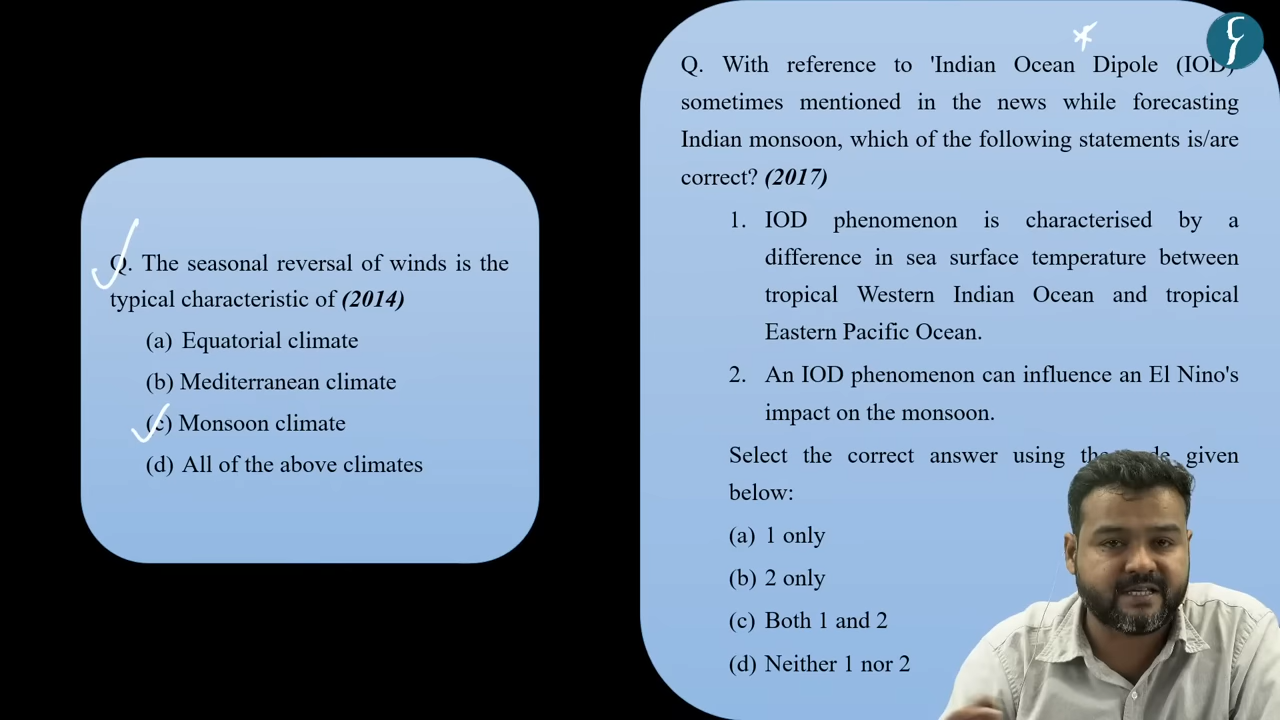 Q. The seasonal reversal of winds is the
typical characteristic of (2014)
(a) Equatorial climate
(b) Mediterranean climate
(c) Monsoon climate
(d) All of the above climates
Q. With reference to 'Indian Ocean Dipole (IOD)
sometimes mentioned in the news while forecasting
Indian monsoon, which of the following statements is/are
correct? (2017)
1. IOD phenomenon is characterised by a
difference in sea surface temperature between
tropical Western Indian Ocean and tropical
Eastern Pacific Ocean.
2. An IOD phenomenon can influence an El Nino's
impact on the monsoon.
Select the correct answer using the given
below:
(a) 1 only
(b) 2 only
(c) Both 1 and 2
(d) Neither 1 nor 2